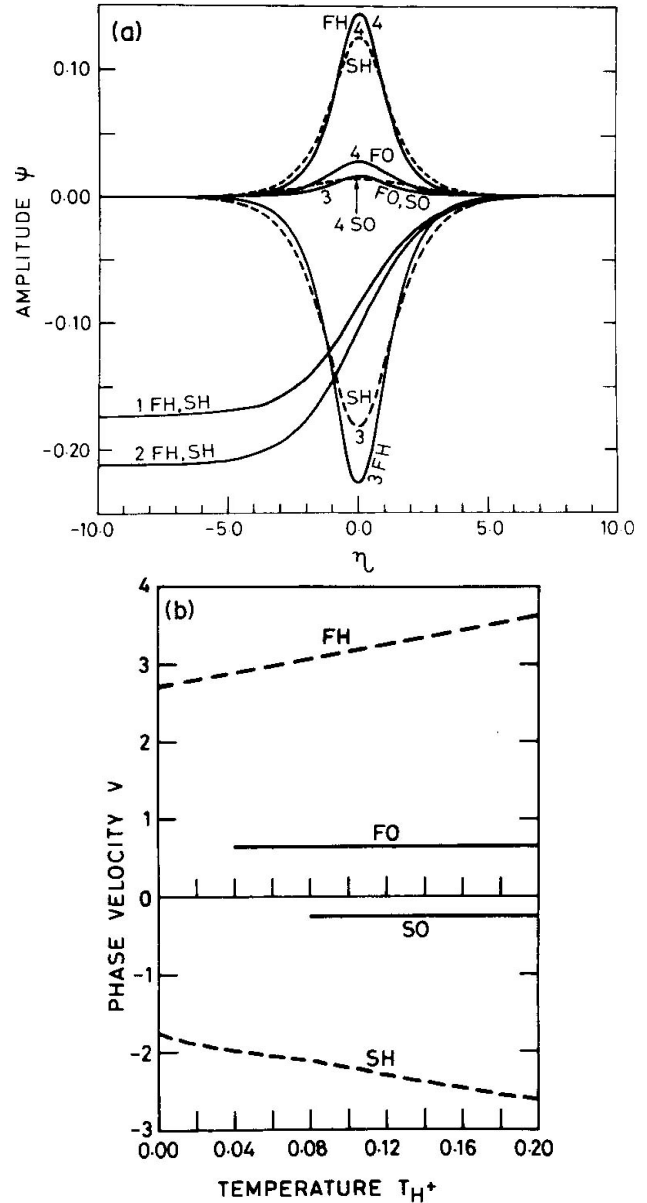 (a)
FH 4
4
SH
0.10
4 FO
0.00
3 FO,SO
4 SO
AMPLITUDE ψ
-0.10
SH
1 FH,SH
3
-0.20
2 FH,SH
3 FH
-10.0 -5.0 0.0 5.0 10.0
η
(b)
4
FH
3
2
1
FO
0
SO
-1
-2
SH
-3
PHASE VELOCITY V
0.00 0.04 0.08 0.12 0.16 0.20
TEMPERATURE T_H+